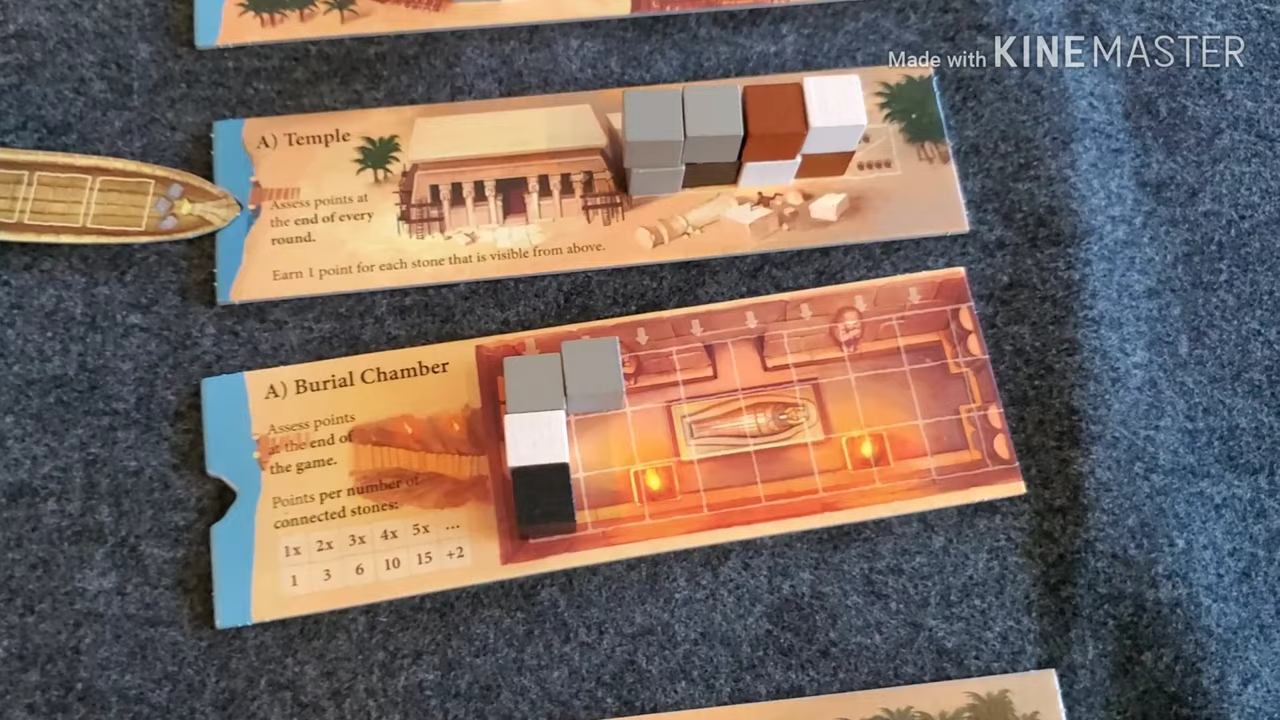 Made with KINEMASTER
A) Temple
Assess points at
the end of every
round.
Earn 1 point for each stone that is visible from above.
A) Burial Chamber
Assess points
at the end of
the game.
Points per number of
connected stones:
1x 2x 3x 4x 5x ...
1 3 6 10 15 +2